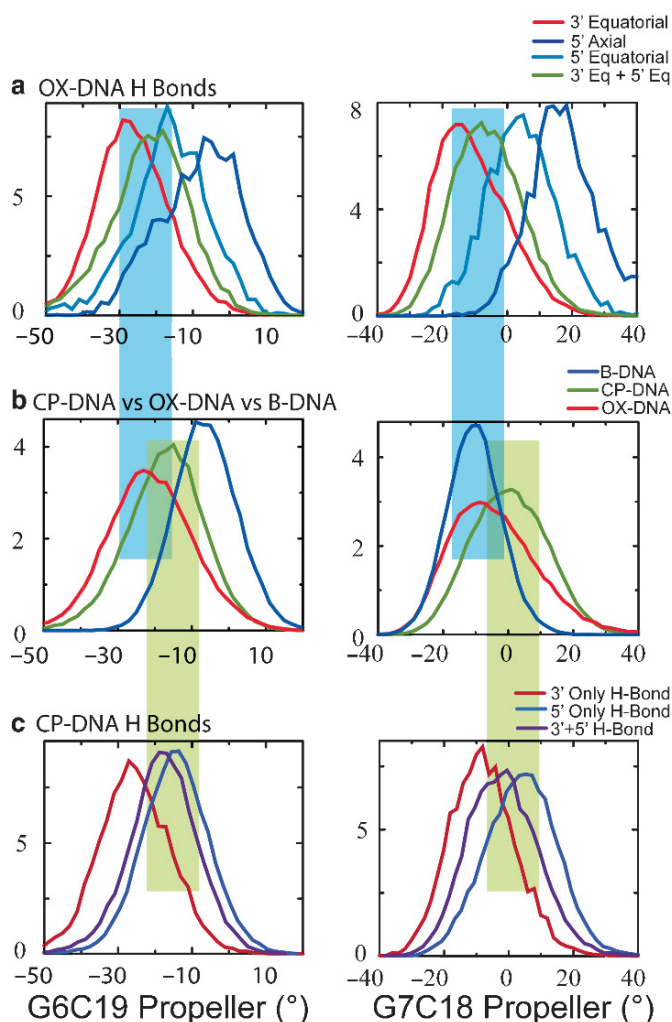 3' Equatorial
5' Axial
5' Equatorial
3' Eq + 5' Eq
a OX-DNA H Bonds
5
0
−50 −30 −10 10
8
4
0
−40 −20 0 20 40
B-DNA
CP-DNA
OX-DNA
b CP-DNA vs OX-DNA vs B-DNA
4
2
0
−50 −30 −10 10
4
2
0
−40 −20 0 20 40
3' Only H-Bond
5' Only H-Bond
3'+5' H-Bond
c CP-DNA H Bonds
5
0
−50 −30 −10 10
5
0
−40 −20 0 20 40
G6C19 Propeller (°)
G7C18 Propeller (°)